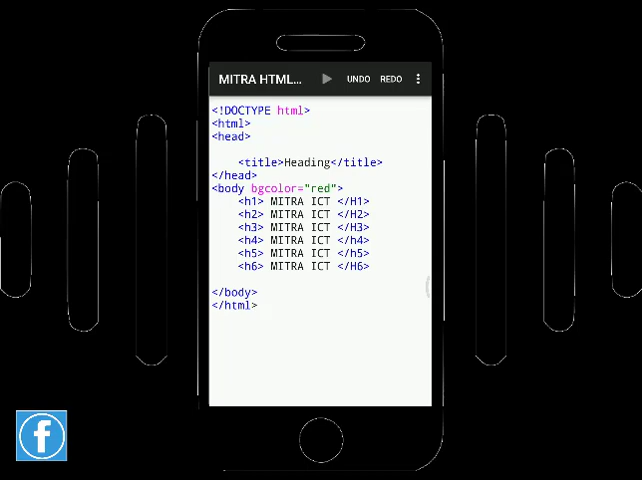 MITRA HTML...
UNDO
REDO
<!DOCTYPE html>
<html>
<head>
<title>Heading</title>
</head>
<body bgcolor="red">
<h1> MITRA ICT </H1>
<h2> MITRA ICT </H2>
<h3> MITRA ICT </H3>
<h4> MITRA ICT </h4>
<h5> MITRA ICT </h5>
<h6> MITRA ICT </H6>
</body>
</html>
f